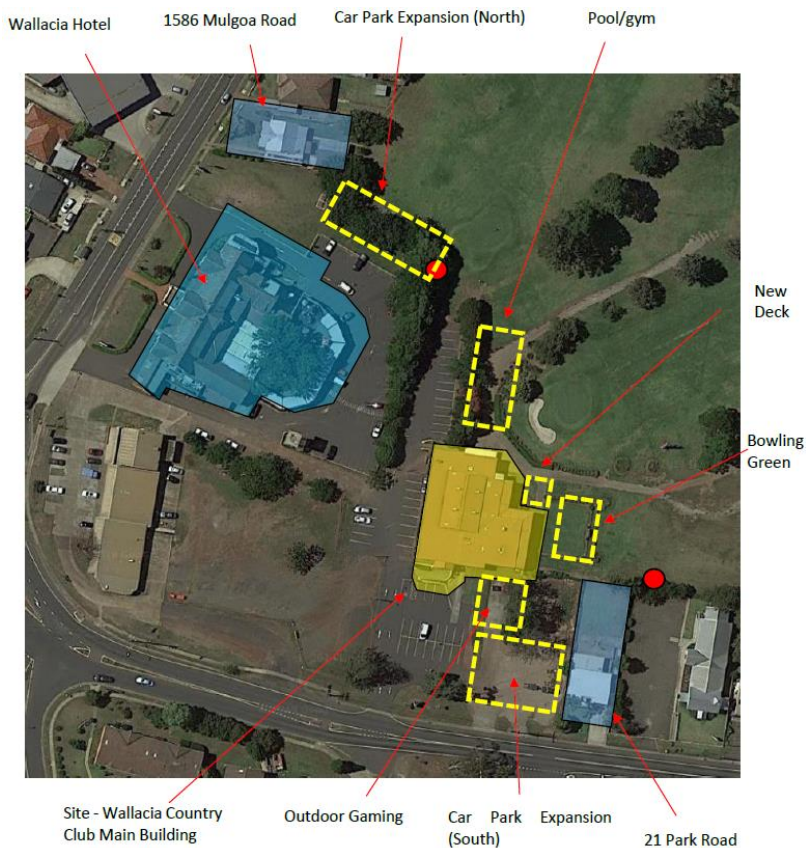 Wallacia Hotel
1586 Mulgoa Road
Car Park Expansion (North)
Pool/gym
New
Deck
Bowling
Green
Site - Wallacia Country
Club Main Building
Outdoor Gaming
Car Park Expansion
(South)
21 Park Road